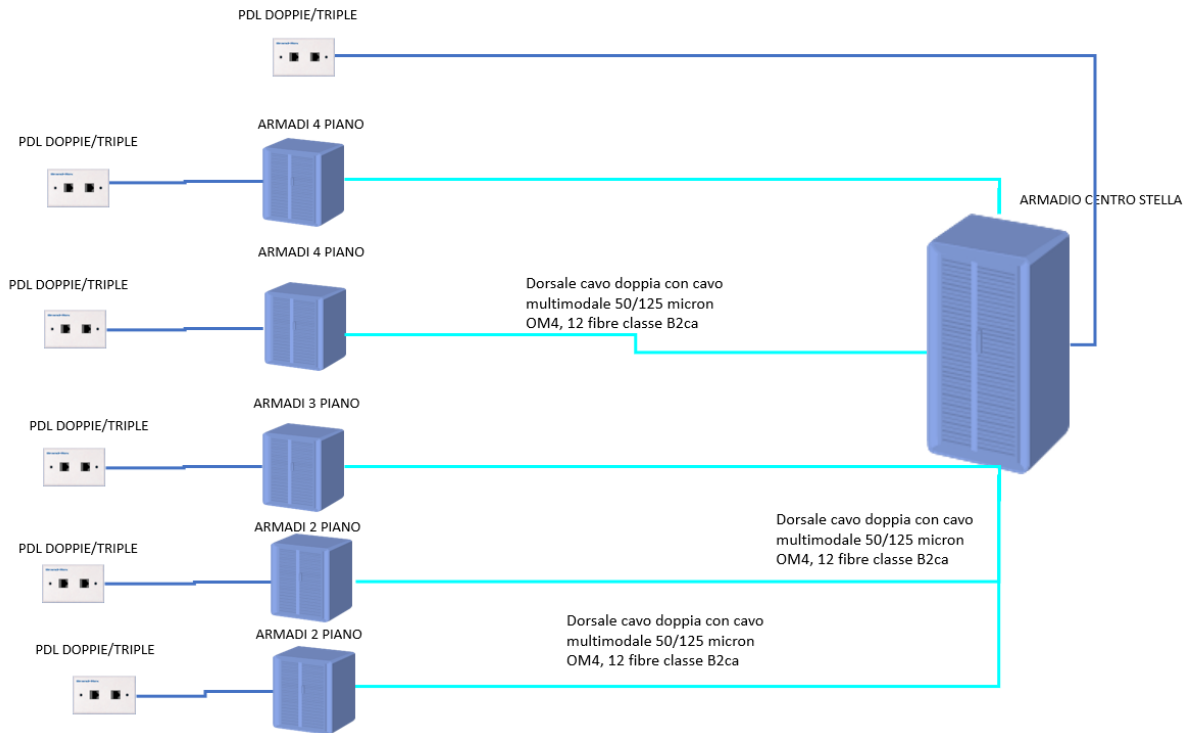 PDL DOPPIE/TRIPLE
ARMADI 4 PIANO
PDL DOPPIE/TRIPLE
ARMADIO CENTRO STELLA
ARMADI 4 PIANO
PDL DOPPIE/TRIPLE
Dorsale cavo doppia con cavo
multimodale 50/125 micron
OM4, 12 fibre classe B2ca
ARMADI 3 PIANO
PDL DOPPIE/TRIPLE
Dorsale cavo doppia con cavo
multimodale 50/125 micron
OM4, 12 fibre classe B2ca
ARMADI 2 PIANO
PDL DOPPIE/TRIPLE
Dorsale cavo doppia con cavo
multimodale 50/125 micron
OM4, 12 fibre classe B2ca
ARMADI 2 PIANO
PDL DOPPIE/TRIPLE